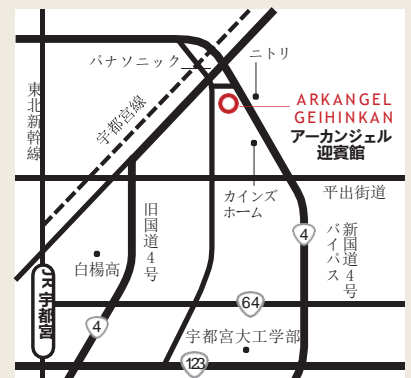 パナソニック
ニトリ
東北新幹線
宇都宮線
ARKANGEL
GEIHINKAN
アーカンジェル
迎賓館
カインズ
ホーム
平出街道
旧国道4号
4
新国道4号
バイパス
白楊高
JR宇都宮
64
4
宇都宮大工学部
123